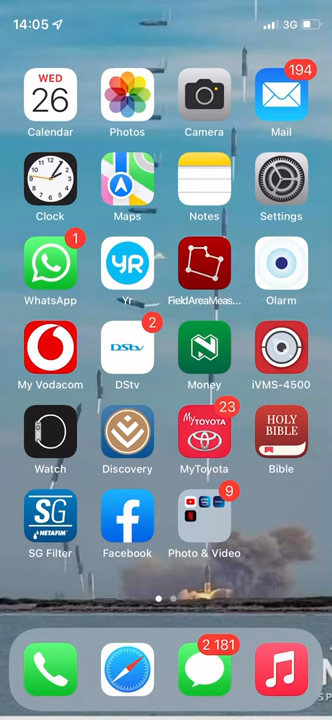 14:05
3G
194
WED
26
Calendar
Photos
Camera
Mail
Clock
Maps
Notes
Settings
1
YR
WhatsApp
Yr
FieldAreaMeas...
Olarm
2
DStv
My Vodacom
DStv
Money
iVMS-4500
23
MyTOYOTA
HOLY
BIBLE
Watch
Discovery
MyToyota
Bible
9
SG
NETAFIM
SG Filter
Facebook
Photo & Video
2 181